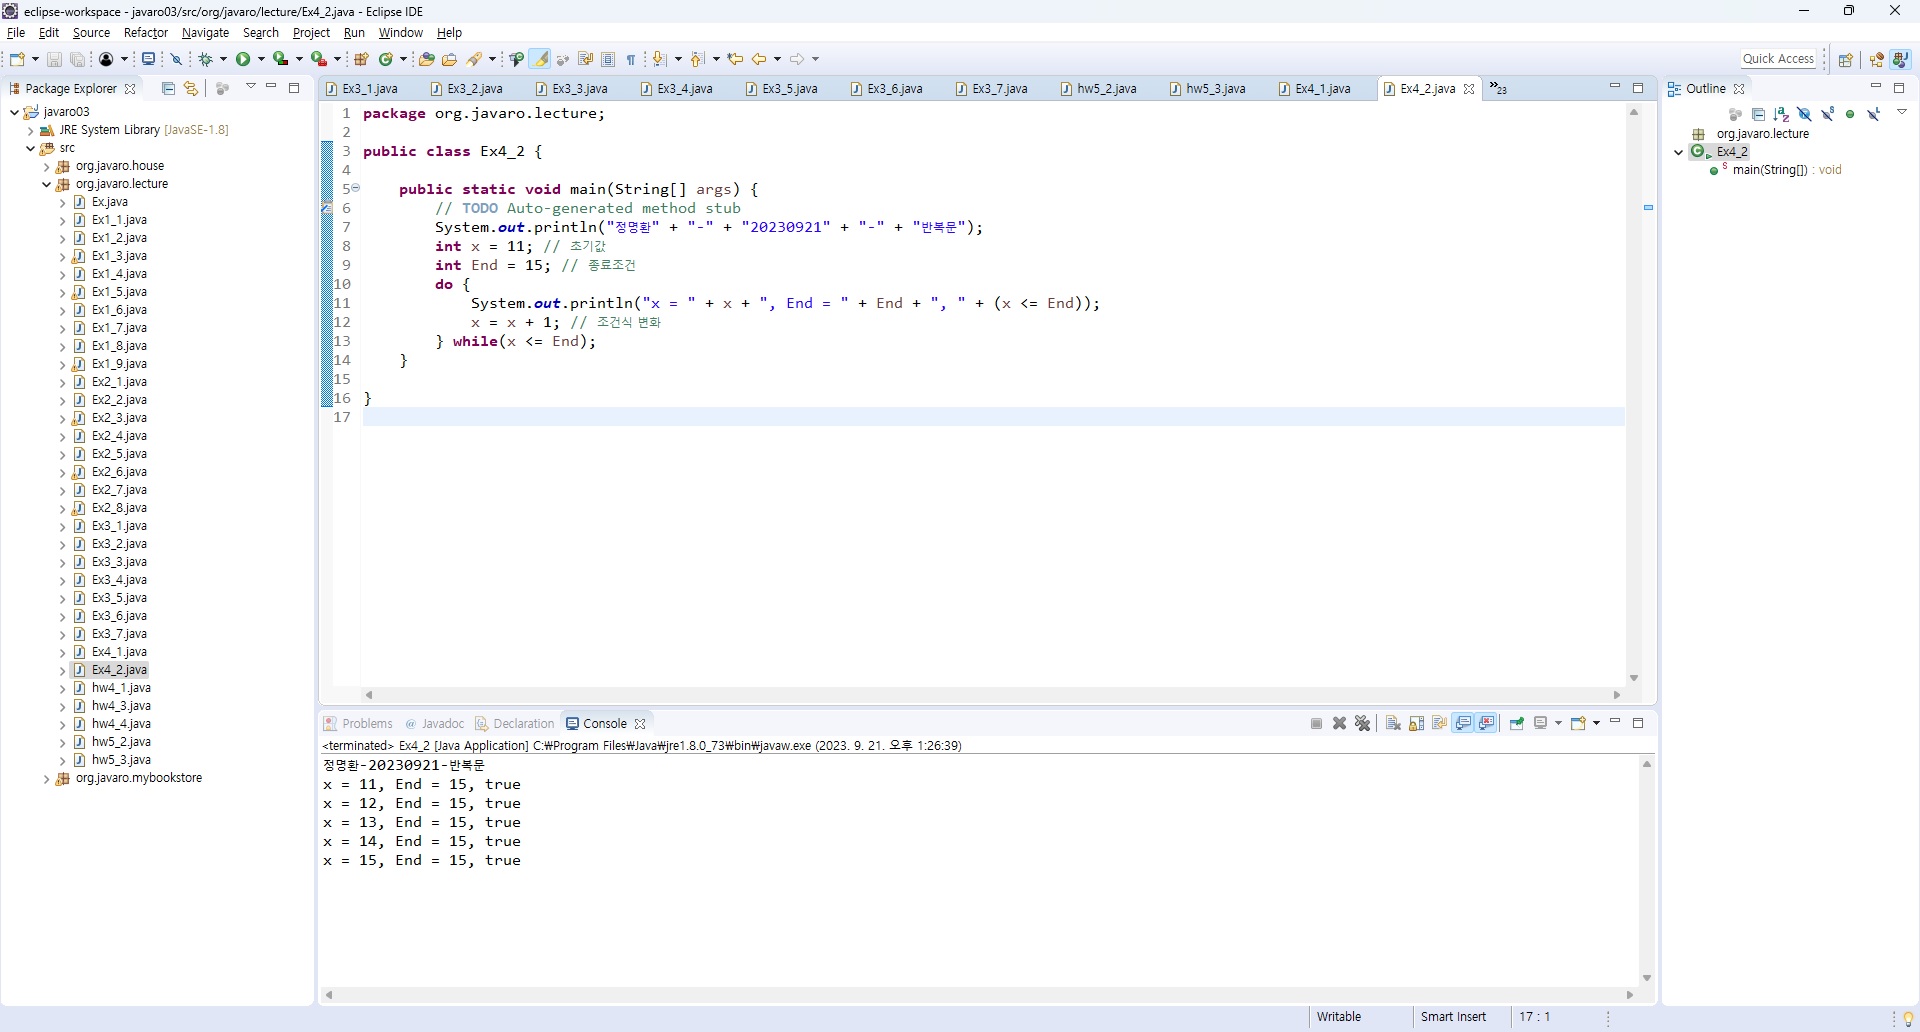 eclipse-workspace - javaro03/src/org/javaro/lecture/Ex4_2.java - Eclipse IDE
File Edit Source Refactor Navigate Search Project Run Window Help
Quick Access
Package Explorer
javaro03
JRE System Library [JavaSE-1.8]
src
org.javaro.house
org.javaro.lecture
Ex.java
Ex1_1.java
Ex1_2.java
Ex1_3.java
Ex1_4.java
Ex1_5.java
Ex1_6.java
Ex1_7.java
Ex1_8.java
Ex1_9.java
Ex2_1.java
Ex2_2.java
Ex2_3.java
Ex2_4.java
Ex2_5.java
Ex2_6.java
Ex2_7.java
Ex2_8.java
Ex3_1.java
Ex3_2.java
Ex3_3.java
Ex3_4.java
Ex3_5.java
Ex3_6.java
Ex3_7.java
Ex4_1.java
Ex4_2.java
hw4_1.java
hw4_3.java
hw4_4.java
hw5_2.java
hw5_3.java
org.javaro.mybookstore
Ex3_1.java Ex3_2.java Ex3_3.java Ex3_4.java Ex3_5.java Ex3_6.java Ex3_7.java hw5_2.java hw5_3.java Ex4_1.java Ex4_2.java »23
1 package org.javaro.lecture;
2
3 public class Ex4_2 {
4
5 public static void main(String[] args) {
6 // TODO Auto-generated method stub
7 System.out.println("정명환" + "-" + "20230921" + "-" + "반복문");
8 int x = 11; // 초기값
9 int End = 15; // 종료조건
10 do {
11 System.out.println("x = " + x + ", End = " + End + ", " + (x <= End));
12 x = x + 1; // 조건식 변화
13 } while(x <= End);
14 }
15
16 }
17
Problems Javadoc Declaration Console
<terminated> Ex4_2 [Java Application] C:₩Program Files₩Java₩jre1.8.0_73₩bin₩javaw.exe (2023. 9. 21. 오후 1:26:39)
정명환-20230921-반복문
x = 11, End = 15, true
x = 12, End = 15, true
x = 13, End = 15, true
x = 14, End = 15, true
x = 15, End = 15, true
Outline
org.javaro.lecture
Ex4_2
main(String[]) : void
Writable Smart Insert 17 : 1